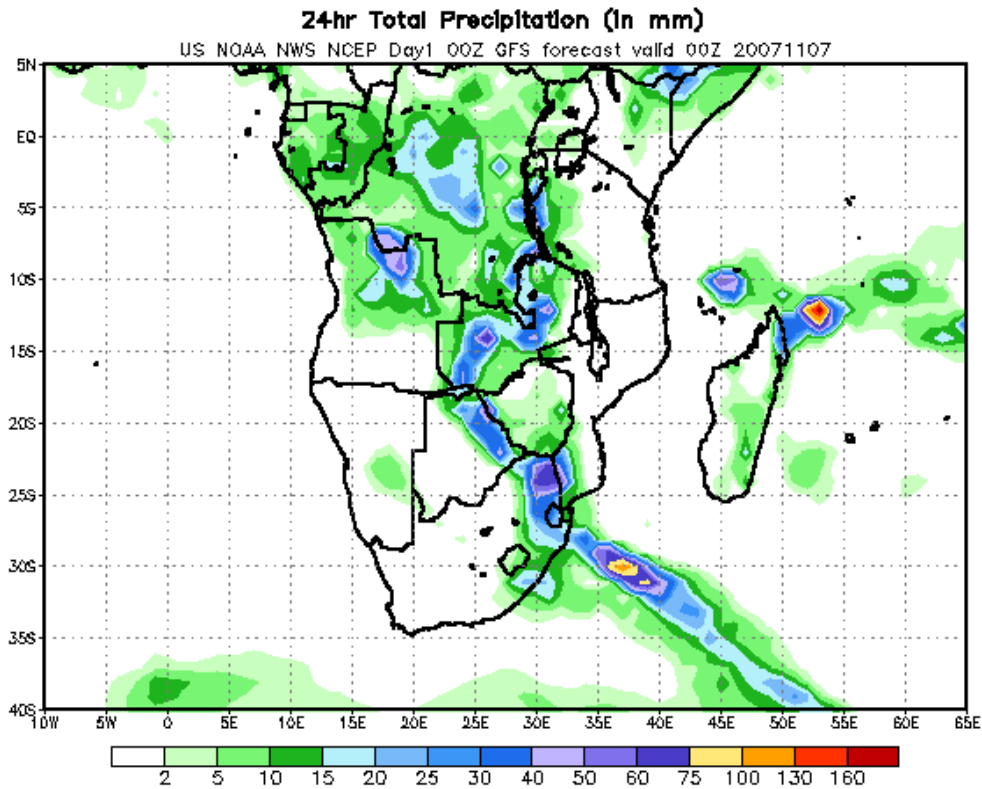 24hr Total Precipitation (in mm)
US NOAA NWS NCEP Day1 00Z GFS forecast valid 00Z 20071107
5N
EQ
5S
10S
15S
20S
25S
30S
35S
40S
10W 5W 0 5E 10E 15E 20E 25E 30E 35E 40E 45E 50E 55E 60E 65E
2 5 10 15 20 25 30 40 50 60 75 100 130 160